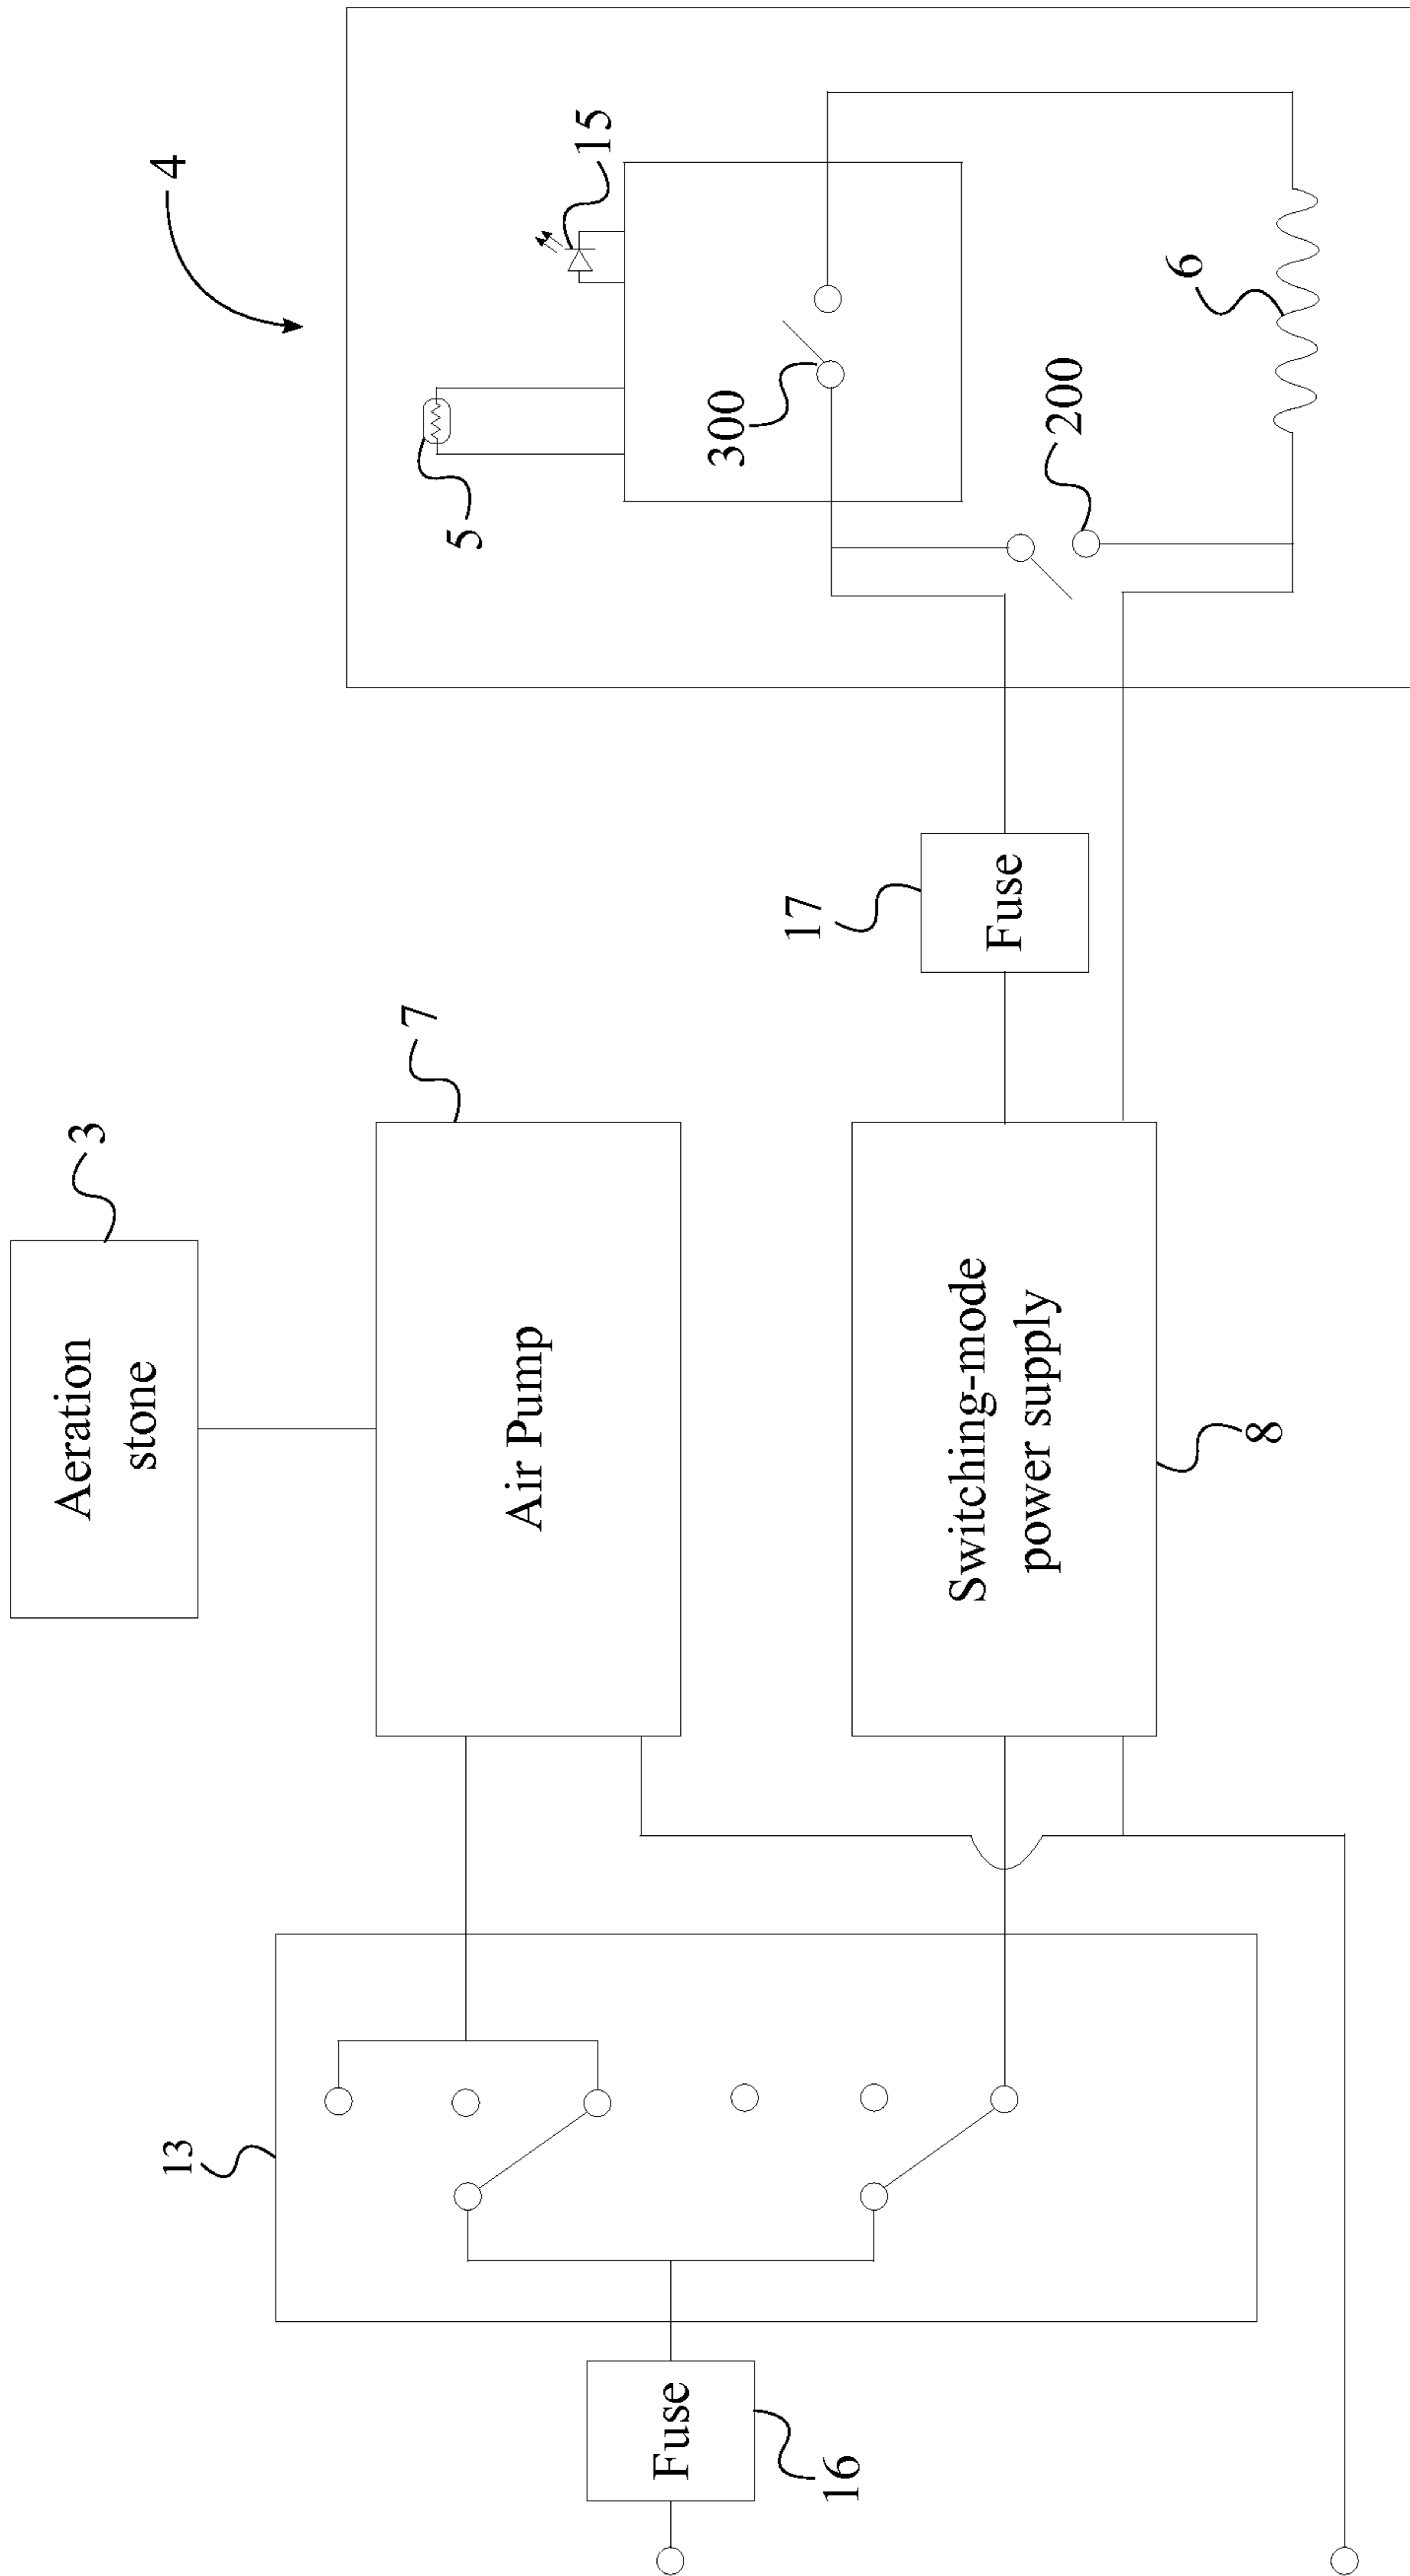 4
15
5
300
6
200
3
Aeration
stone
7
Air Pump
17
Fuse
Switching-mode
power supply
8
13
Fuse
16